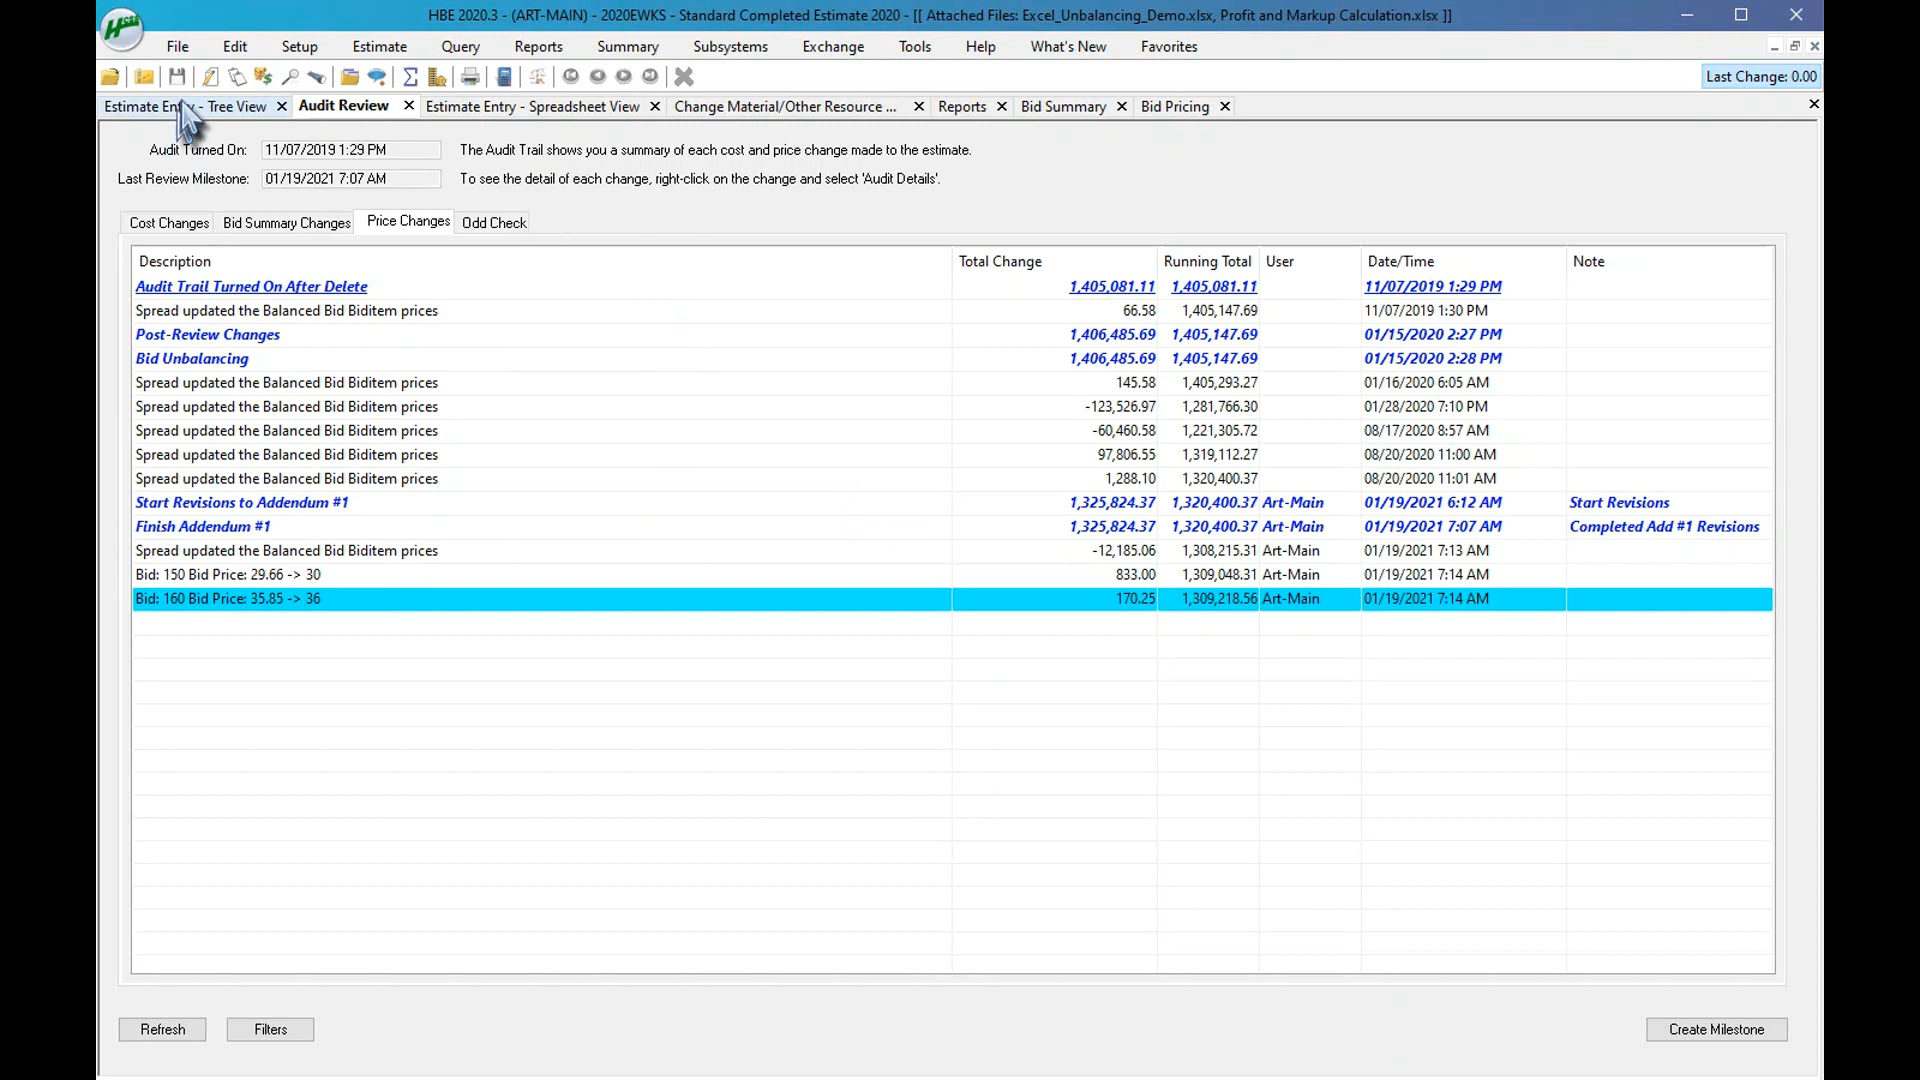 HBE 2020.3 - (ART-MAIN) - 2020EWKS - Standard Completed Estimate 2020 - [[ Attached Files: Excel_Unbalancing_Demo.xlsx, Profit and Markup Calculation.xlsx ]]
File Edit Setup Estimate Query Reports Summary Subsystems Exchange Tools Help What's New Favorites
Last Change: 0.00
Estimate - Tree View Audit Review Estimate Entry - Spreadsheet View Change Material/Other Resource ... Reports Bid Summary Bid Pricing
Audit Turned On: 11/07/2019 1:29 PM The Audit Trail shows you a summary of each cost and price change made to the estimate.
Last Review Milestone: 01/19/2021 7:07 AM To see the detail of each change, right-click on the change and select 'Audit Details'.
Cost Changes Bid Summary Changes Price Changes Odd Check
Description Total Change Running Total User Date/Time Note
Audit Trail Turned On After Delete 1,405,081.11 1,405,081.11 11/07/2019 1:29 PM
Spread updated the Balanced Bid Biditem prices 66.58 1,405,147.69 11/07/2019 1:30 PM
Post-Review Changes 1,406,485.69 1,405,147.69 01/15/2020 2:27 PM
Bid Unbalancing 1,406,485.69 1,405,147.69 01/15/2020 2:28 PM
Spread updated the Balanced Bid Biditem prices 145.58 1,405,293.27 01/16/2020 6:05 AM
Spread updated the Balanced Bid Biditem prices -123,526.97 1,281,766.30 01/28/2020 7:10 PM
Spread updated the Balanced Bid Biditem prices -60,460.58 1,221,305.72 08/17/2020 8:57 AM
Spread updated the Balanced Bid Biditem prices 97,806.55 1,319,112.27 08/20/2020 11:00 AM
Spread updated the Balanced Bid Biditem prices 1,288.10 1,320,400.37 08/20/2020 11:01 AM
Start Revisions to Addendum #1 1,325,824.37 1,320,400.37 Art-Main 01/19/2021 6:12 AM Start Revisions
Finish Addendum #1 1,325,824.37 1,320,400.37 Art-Main 01/19/2021 7:07 AM Completed Add #1 Revisions
Spread updated the Balanced Bid Biditem prices -12,185.06 1,308,215.31 Art-Main 01/19/2021 7:13 AM
Bid: 150 Bid Price: 29.66 -> 30 833.00 1,309,048.31 Art-Main 01/19/2021 7:14 AM
Bid: 160 Bid Price: 35.85 -> 36 170.25 1,309,218.56 Art-Main 01/19/2021 7:14 AM
Refresh Filters Create Milestone